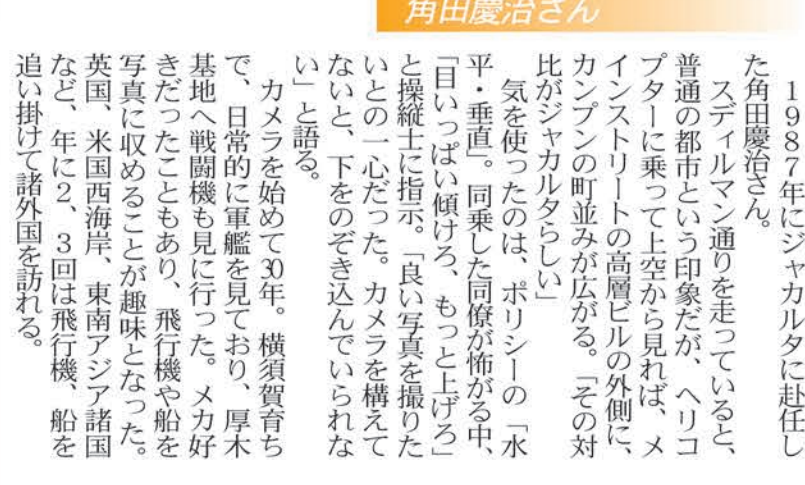 角田慶治さん
1987年にジャカルタに赴任し
た角田慶治さん。
スディルマン通りを走っていると、
普通の都市という印象だが、ヘリコ
プターに乗って上空から見れば、メ
インストリートの高層ビルの外側に、
カンプンの町並みが広がる。「その対
比がジャカルタらしい」
気を使ったのは、ポリシーの「水
平・垂直」。同乗した同僚が怖がる中、
「目いっぱい傾けろ、もっと上げろ」
と操縦士に指示。「良い写真を撮りた
いとの一心だった。カメラを構えて
ないと、下をのぞき込んでいられな
い」と語る。
カメラを始めて30年。横須賀育ち
で、日常的に軍艦を見ており、厚木
基地へ戦闘機も見に行った。メカ好
きだったこともあり、飛行機や船を
写真に収めることが趣味となった。
英国、米国西海岸、東南アジア諸国
など、年に2、3回は飛行機、船を
追い掛けて諸外国を訪れる。